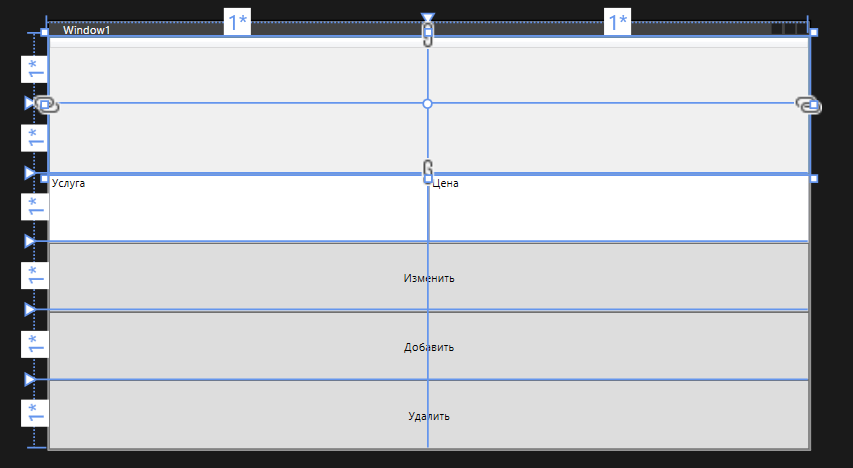 1* 1*
Window1
1*
1*
Услуга Цена
1*
Изменить
1*
Добавить
1*
Удалить
1*